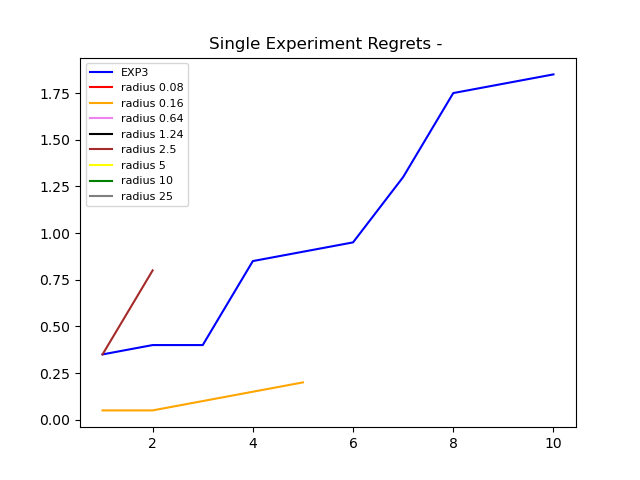 Single Experiment Regrets -
EXP3
radius 0.08
radius 0.16
radius 0.64
radius 1.24
radius 2.5
radius 5
radius 10
radius 25
1.75
1.50
1.25
1.00
0.75
0.50
0.25
0.00
2 4 6 8 10